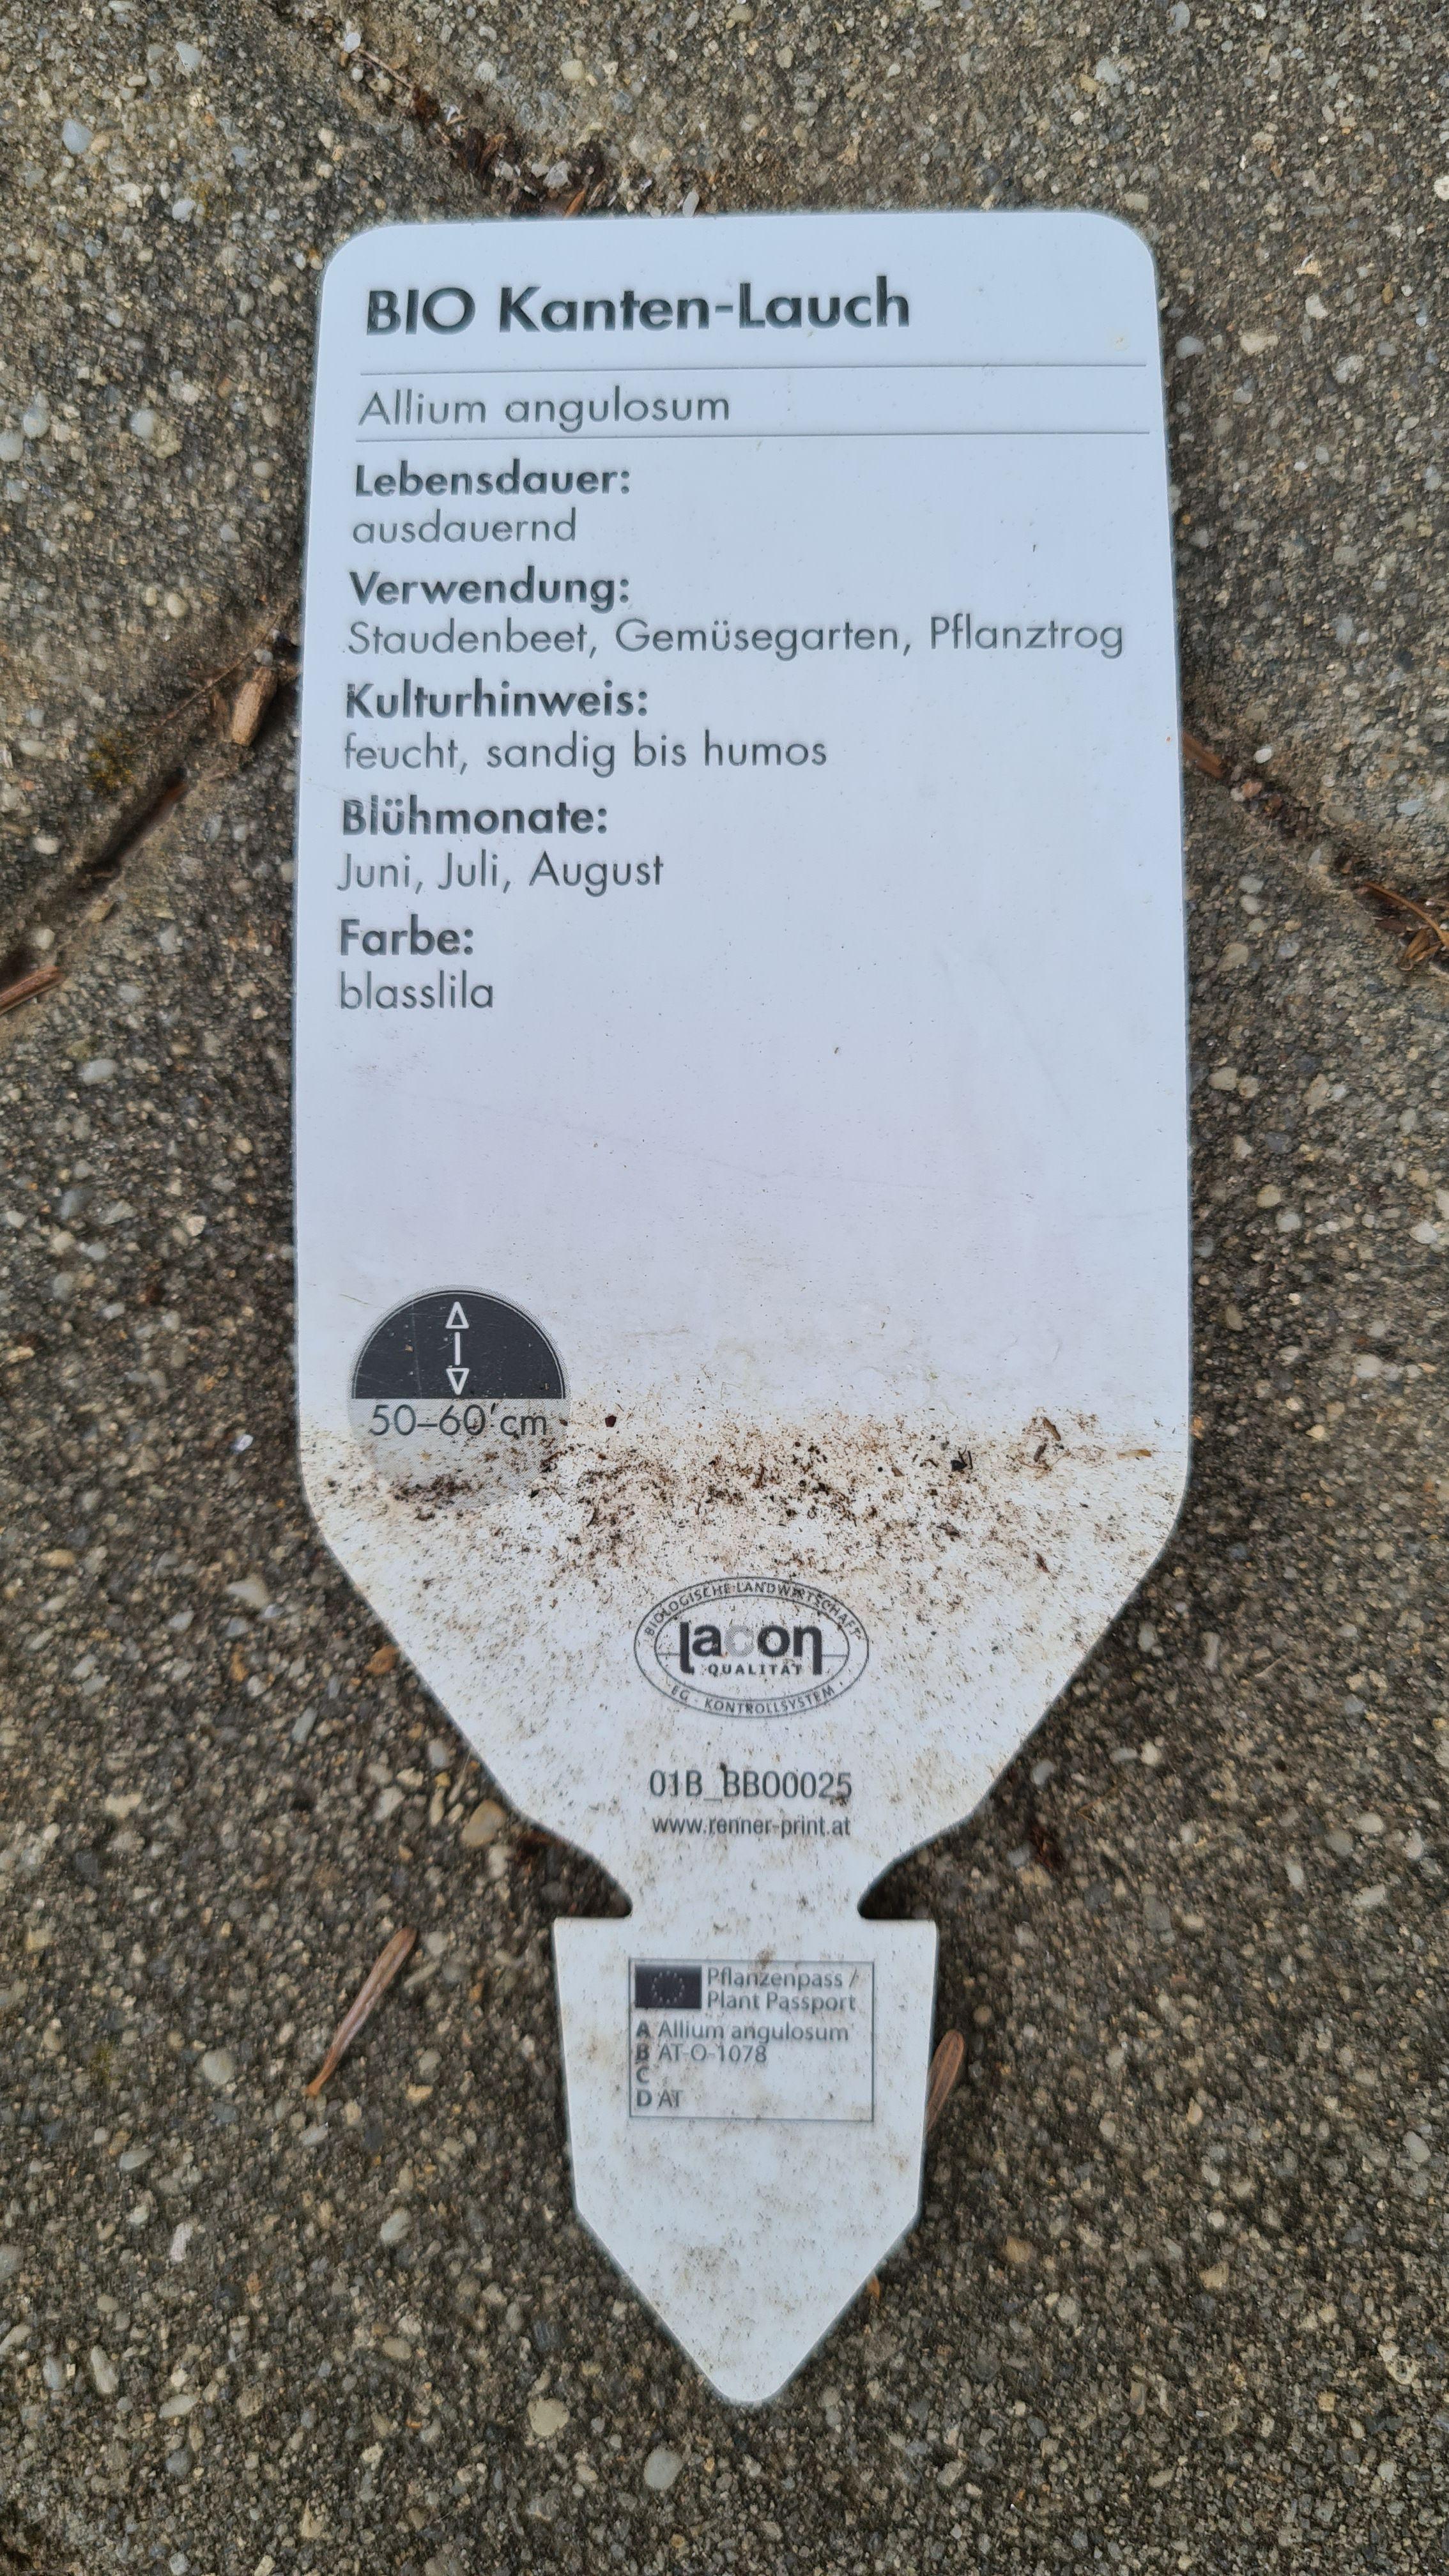 BIO Kanten-Lauch
Allium angulosum
Lebensdauer:
ausdauernd
Verwendung:
Staudenbeet, Gemüsegarten, Pflanztrog
Kulturhinweis:
feucht, sandig bis humos
Blühmonate:
Juni, Juli, August
Farbe:
blasslila
50–60 cm
BIOLOGISCHE LANDWIRTSCHAFT
lacon
QUALITÄT
EG - KONTROLLSYSTEM
01B_BB00025
www.renner-print.at
Pflanzenpass /
Plant Passport
A Allium angulosum
B AT-O-1078
C
D AT